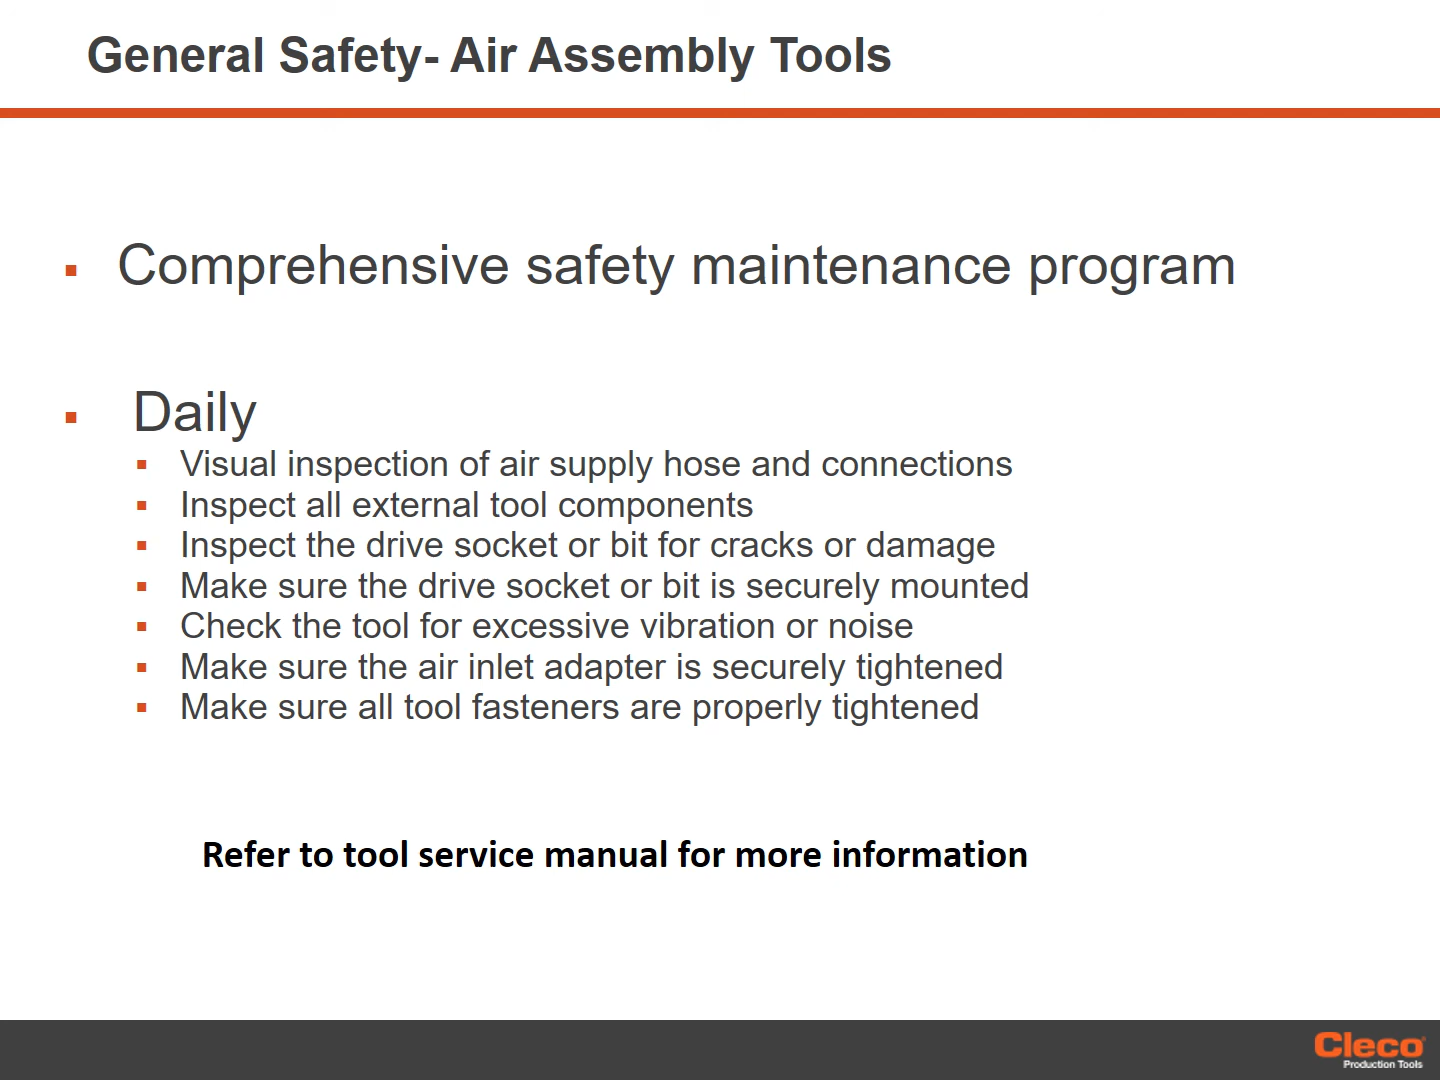 General Safety- Air Assembly Tools
Comprehensive safety maintenance program
Daily
Visual inspection of air supply hose and connections
Inspect all external tool components
Inspect the drive socket or bit for cracks or damage
Make sure the drive socket or bit is securely mounted
Check the tool for excessive vibration or noise
Make sure the air inlet adapter is securely tightened
Make sure all tool fasteners are properly tightened
Refer to tool service manual for more information
Cleco
Production Tools